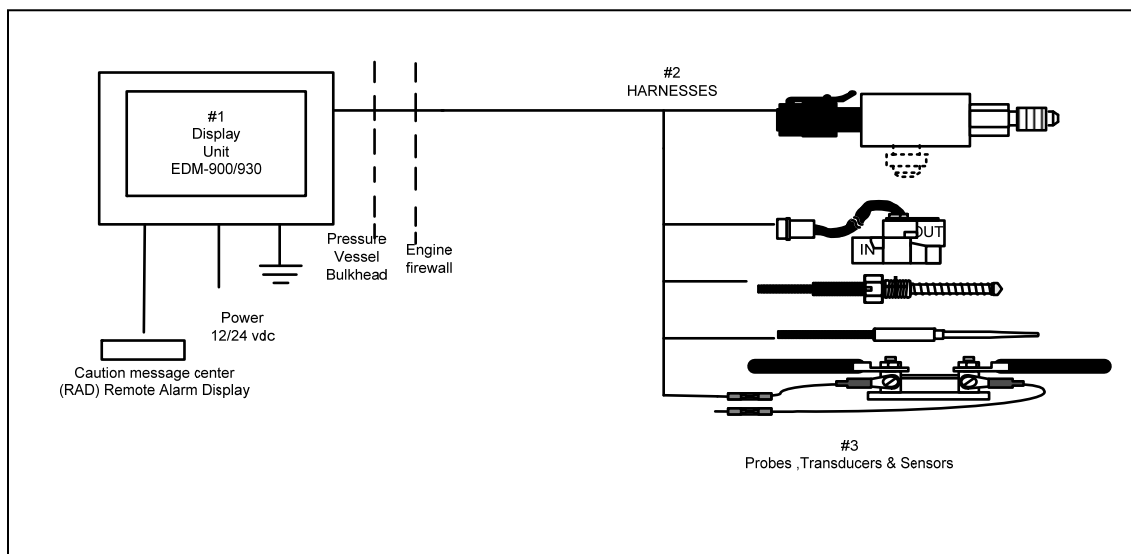 #1
Display
Unit
EDM-900/930
#2
HARNESSES
Pressure
Vessel
Bulkhead
Engine
firewall
Power
12/24 vdc
Caution message center
(RAD) Remote Alarm Display
IN
OUT
#3
Probes ,Transducers & Sensors